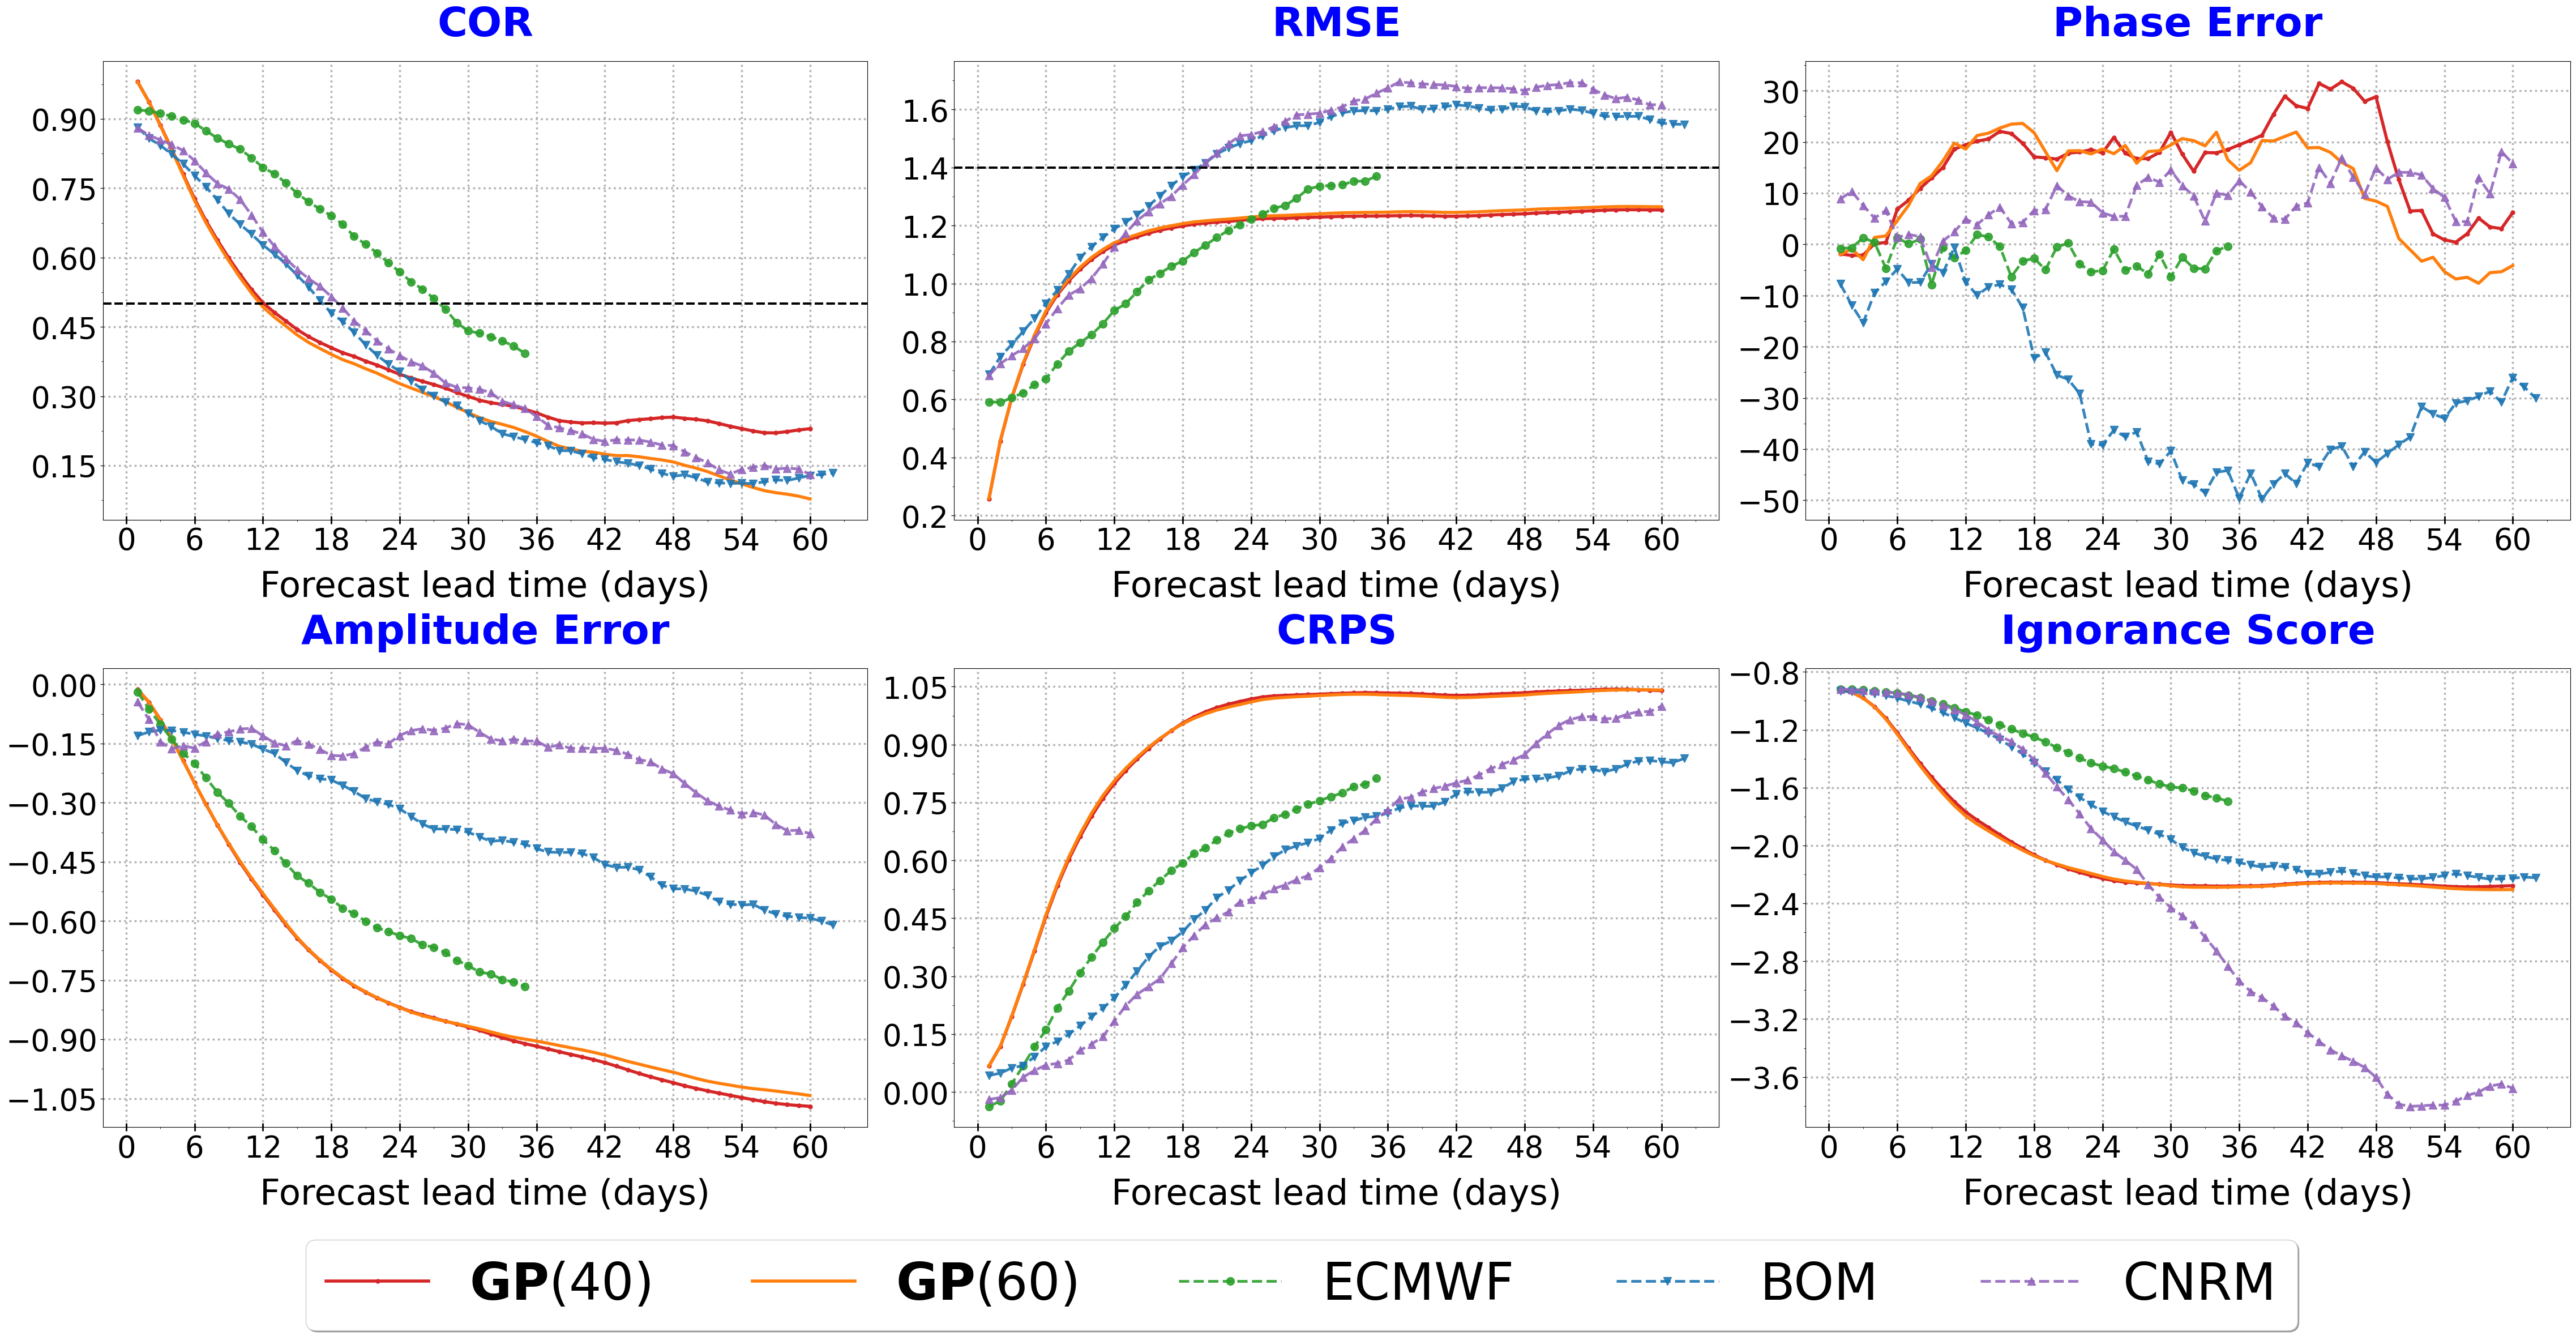 COR
RMSE
Phase Error
0.90
0.75
0.60
0.45
0.30
0.15
0 6 12 18 24 30 36 42 48 54 60
Forecast lead time (days)
1.6
1.4
1.2
1.0
0.8
0.6
0.4
0.2
0 6 12 18 24 30 36 42 48 54 60
Forecast lead time (days)
30
20
10
0
−10
−20
−30
−40
−50
0 6 12 18 24 30 36 42 48 54 60
Forecast lead time (days)
Amplitude Error
CRPS
Ignorance Score
0.00
−0.15
−0.30
−0.45
−0.60
−0.75
−0.90
−1.05
0 6 12 18 24 30 36 42 48 54 60
Forecast lead time (days)
1.05
0.90
0.75
0.60
0.45
0.30
0.15
0.00
0 6 12 18 24 30 36 42 48 54 60
Forecast lead time (days)
−0.8
−1.2
−1.6
−2.0
−2.4
−2.8
−3.2
−3.6
0 6 12 18 24 30 36 42 48 54 60
Forecast lead time (days)
GP(40) GP(60) ECMWF BOM CNRM